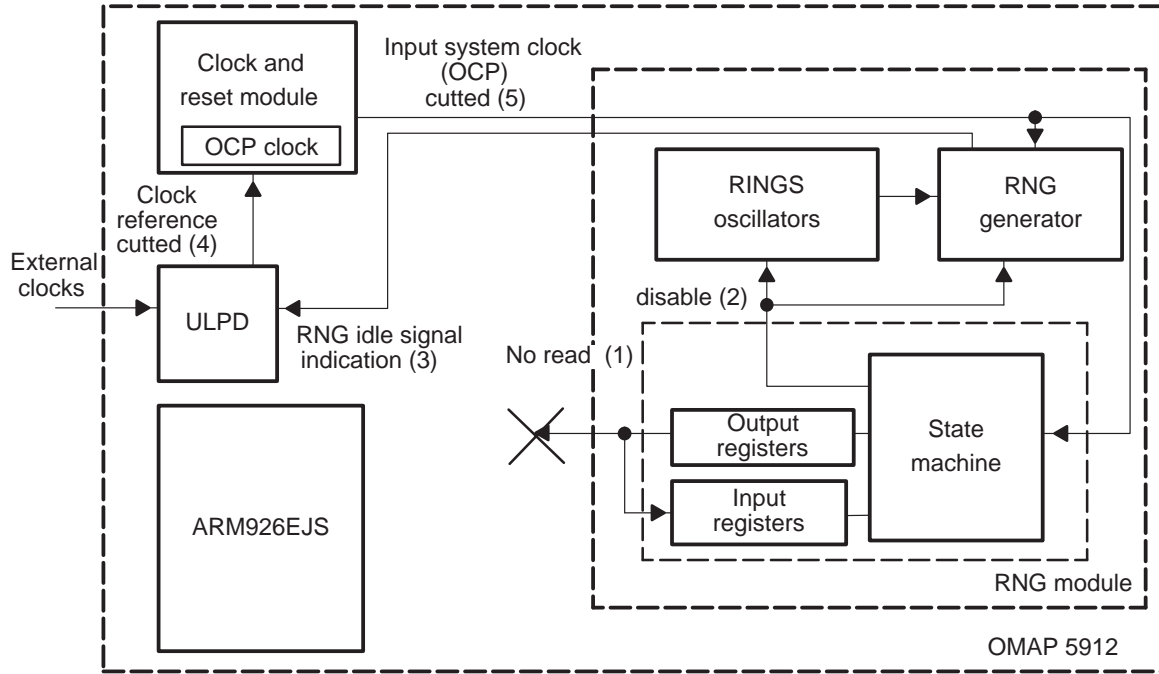 Clock and
reset module
OCP clock
Input system clock
(OCP)
cutted (5)
RINGS
oscillators
RNG
generator
Clock
reference
cutted (4)
External
clocks
ULPD
RNG idle signal
indication (3)
disable (2)
No read (1)
Output
registers
State
machine
Input
registers
ARM926EJS
RNG module
OMAP 5912